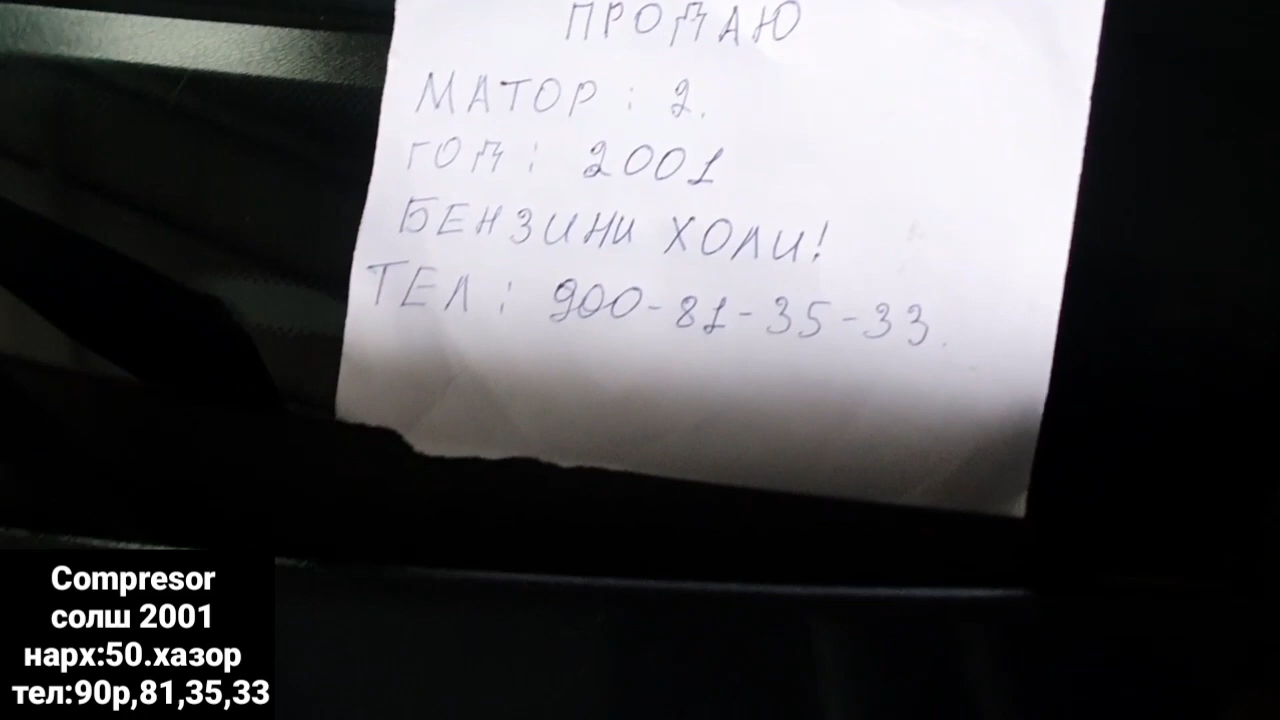 ПРОДАЮ
МАТОР : 2.
ГОД : 2001
БЕНЗИНИ ХОЛИ!
ТЕЛ : 900-81-35-33.
Compresor
солш 2001
нарх:50.хазор
тел:90р,81,35,33